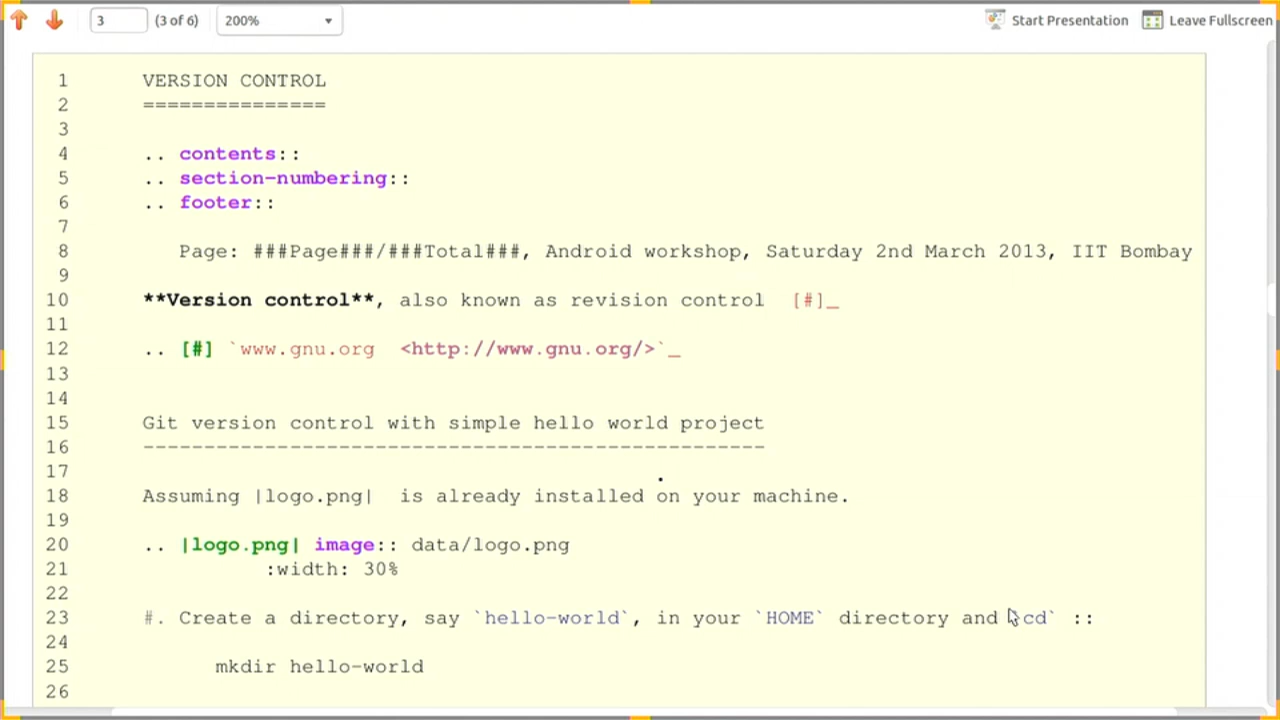 3 (3 of 6) 200% Start Presentation Leave Fullscreen
1 VERSION CONTROL
2 ===============
3
4 .. contents::
5 .. section-numbering::
6 .. footer::
7
8 Page: ###Page###/###Total###, Android workshop, Saturday 2nd March 2013, IIT Bombay
9
10 **Version control**, also known as revision control [#]_
11
12 .. [#] `www.gnu.org <http://www.gnu.org/>`_
13
14
15 Git version control with simple hello world project
16 ---------------------------------------------------
17
18 Assuming |logo.png| is already installed on your machine.
19
20 .. |logo.png| image:: data/logo.png
21 :width: 30%
22
23 #. Create a directory, say `hello-world`, in your `HOME` directory and `cd` ::
24
25 mkdir hello-world
26